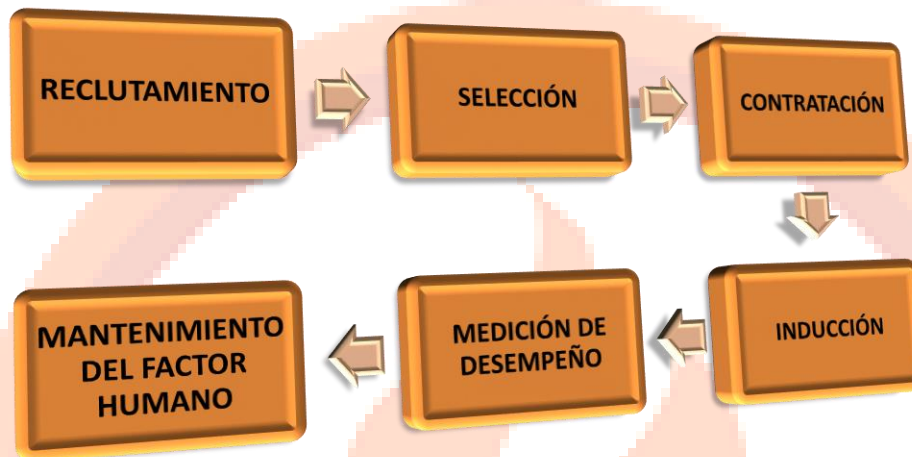 RECLUTAMIENTO
SELECCIÓN
CONTRATACIÓN
INDUCCIÓN
MEDICIÓN DE
DESEMPEÑO
MANTENIMIENTO
DEL FACTOR
HUMANO